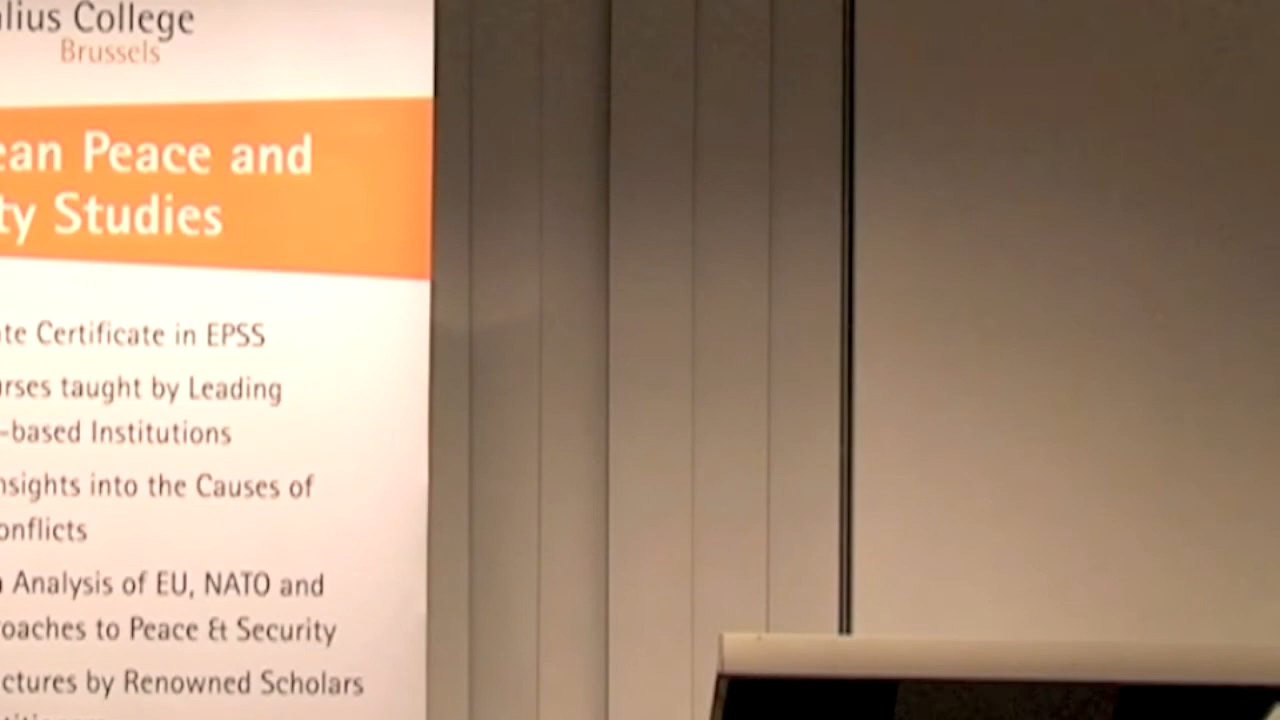 lius College
Brussels
ean Peace and
ty Studies
te Certificate in EPSS
rses taught by Leading
-based Institutions
nsights into the Causes of
onflicts
Analysis of EU, NATO and
roaches to Peace & Security
ctures by Renowned Scholars